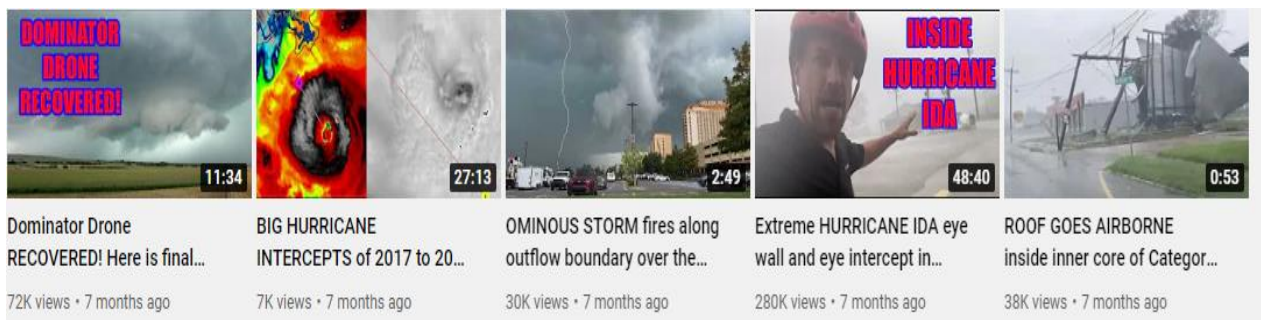 DOMINATOR
DRONE
RECOVERED!
11:34
Dominator Drone
RECOVERED! Here is final...
72K views • 7 months ago
27:13
BIG HURRICANE
INTERCEPTS of 2017 to 20...
7K views • 7 months ago
2:49
OMINOUS STORM fires along
outflow boundary over the...
30K views • 7 months ago
INSIDE
HURRICANE
IDA
48:40
Extreme HURRICANE IDA eye
wall and eye intercept in...
280K views • 7 months ago
0:53
ROOF GOES AIRBORNE
inside inner core of Categor...
38K views • 7 months ago